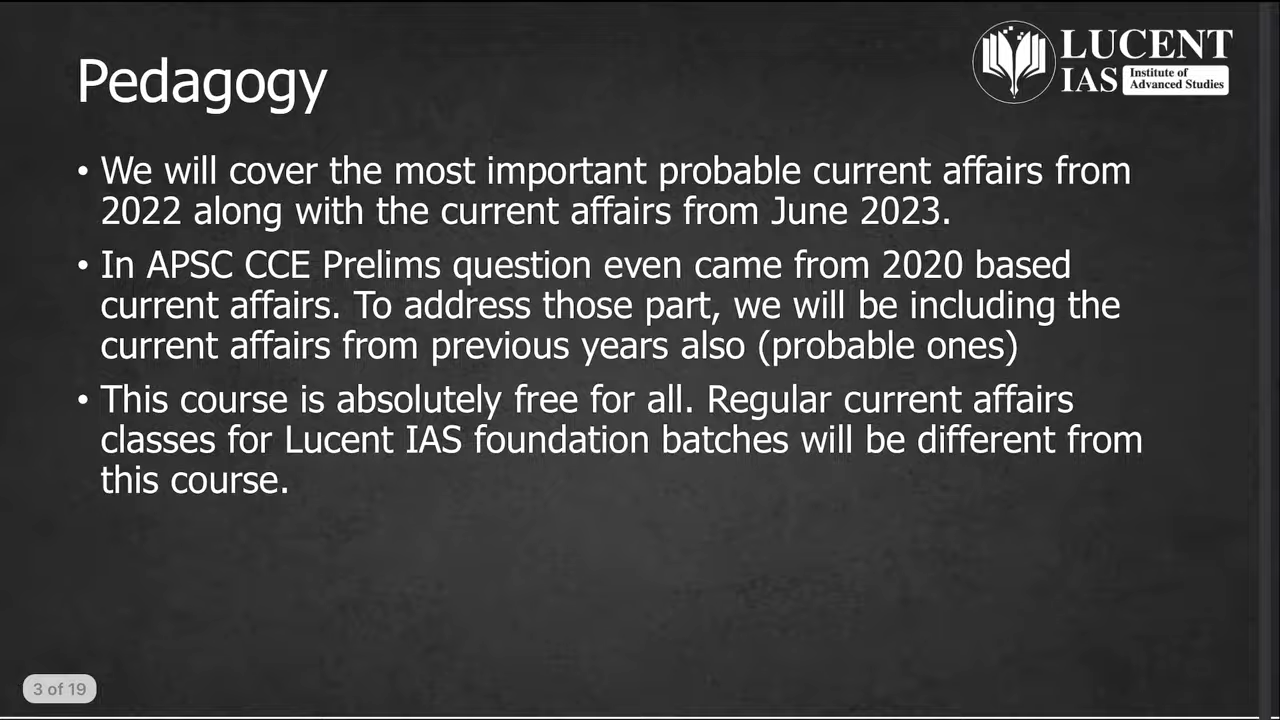 LUCENT
IAS Institute of
Advanced Studies
Pedagogy
• We will cover the most important probable current affairs from
2022 along with the current affairs from June 2023.
• In APSC CCE Prelims question even came from 2020 based
current affairs. To address those part, we will be including the
current affairs from previous years also (probable ones)
• This course is absolutely free for all. Regular current affairs
classes for Lucent IAS foundation batches will be different from
this course.
3 of 19